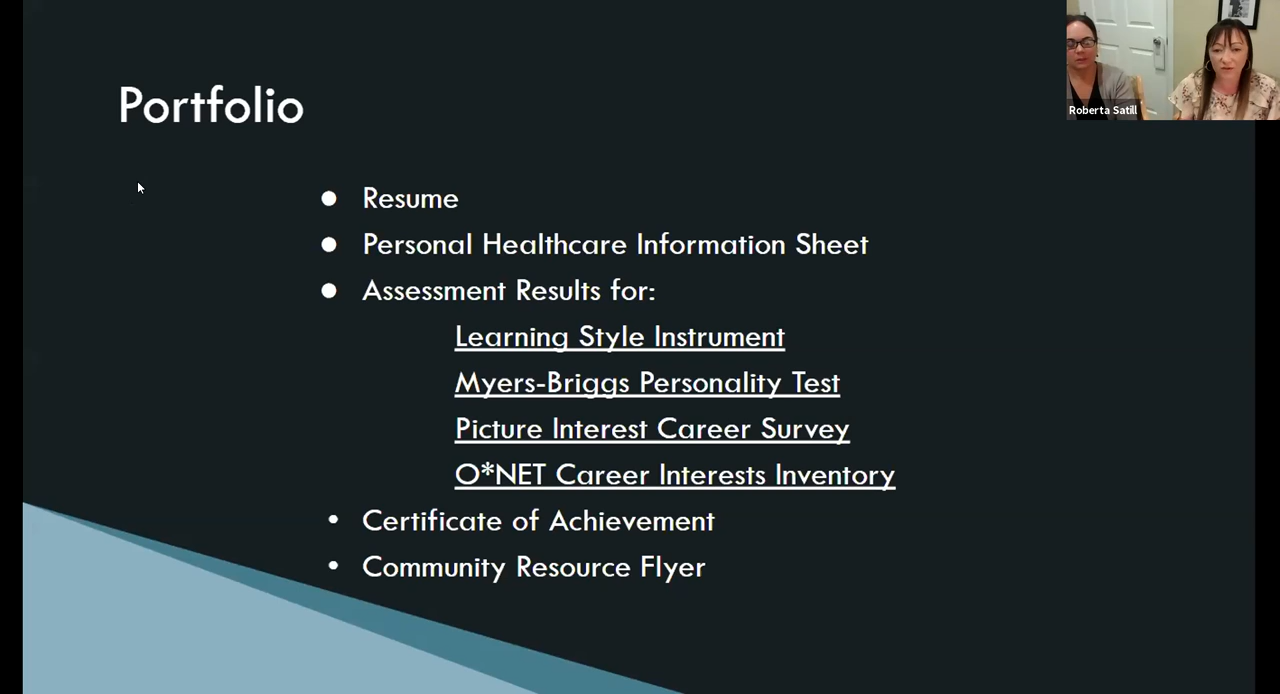 Portfolio
Roberta Satill
● Resume
● Personal Healthcare Information Sheet
● Assessment Results for:
Learning Style Instrument
Myers-Briggs Personality Test
Picture Interest Career Survey
O*NET Career Interests Inventory
• Certificate of Achievement
• Community Resource Flyer